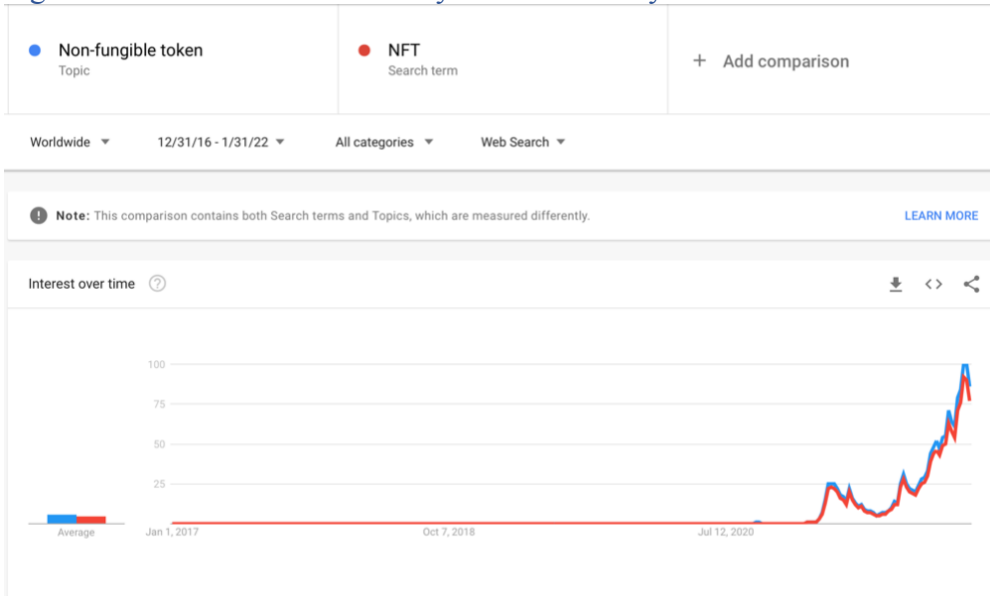 Non-fungible token
Topic
NFT
Search term
+ Add comparison
Worldwide
12/31/16 - 1/31/22
All categories
Web Search
Note: This comparison contains both Search terms and Topics, which are measured differently.
LEARN MORE
Interest over time
100
75
50
25
Average
Jan 1, 2017
Oct 7, 2018
Jul 12, 2020